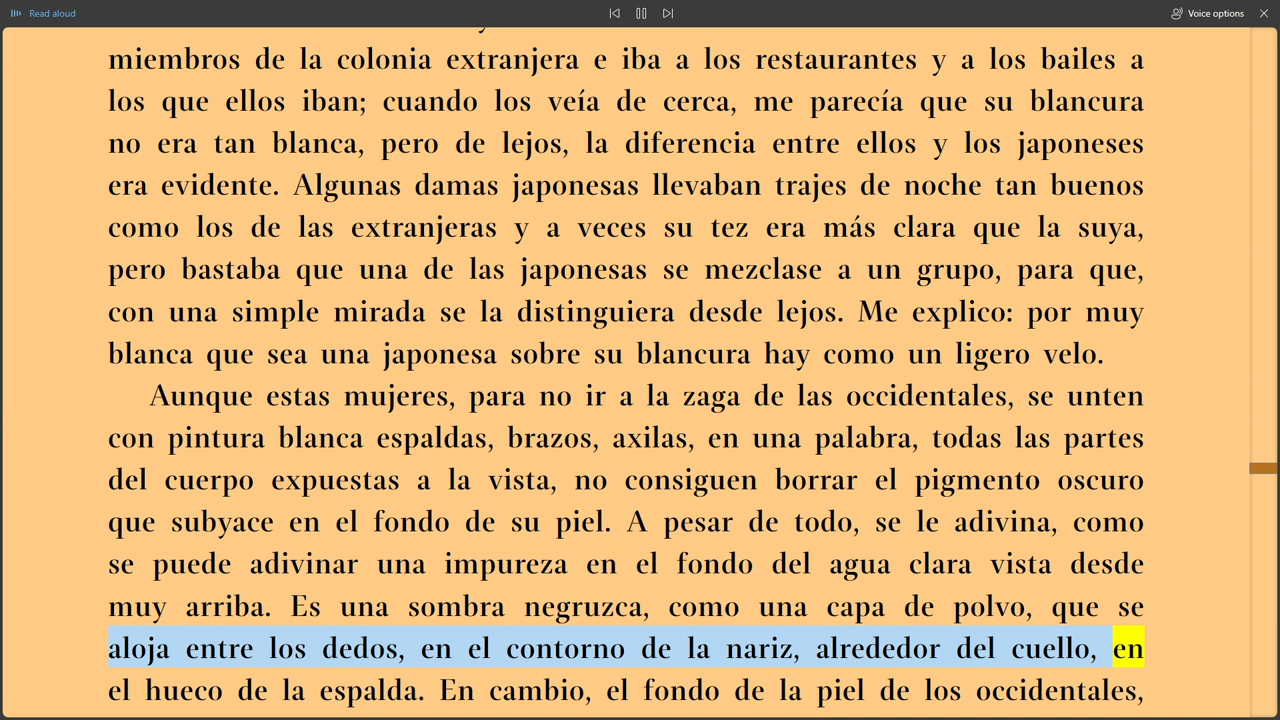 Read aloud
Voice options
miembros de la colonia extranjera e iba a los restaurantes y a los bailes a
los que ellos iban; cuando los veía de cerca, me parecía que su blancura
no era tan blanca, pero de lejos, la diferencia entre ellos y los japoneses
era evidente. Algunas damas japonesas llevaban trajes de noche tan buenos
como los de las extranjeras y a veces su tez era más clara que la suya,
pero bastaba que una de las japonesas se mezclase a un grupo, para que,
con una simple mirada se la distinguiera desde lejos. Me explico: por muy
blanca que sea una japonesa sobre su blancura hay como un ligero velo.
Aunque estas mujeres, para no ir a la zaga de las occidentales, se unten
con pintura blanca espaldas, brazos, axilas, en una palabra, todas las partes
del cuerpo expuestas a la vista, no consiguen borrar el pigmento oscuro
que subyace en el fondo de su piel. A pesar de todo, se le adivina, como
se puede adivinar una impureza en el fondo del agua clara vista desde
muy arriba. Es una sombra negruzca, como una capa de polvo, que se
aloja entre los dedos, en el contorno de la nariz, alrededor del cuello, en
el hueco de la espalda. En cambio, el fondo de la piel de los occidentales,